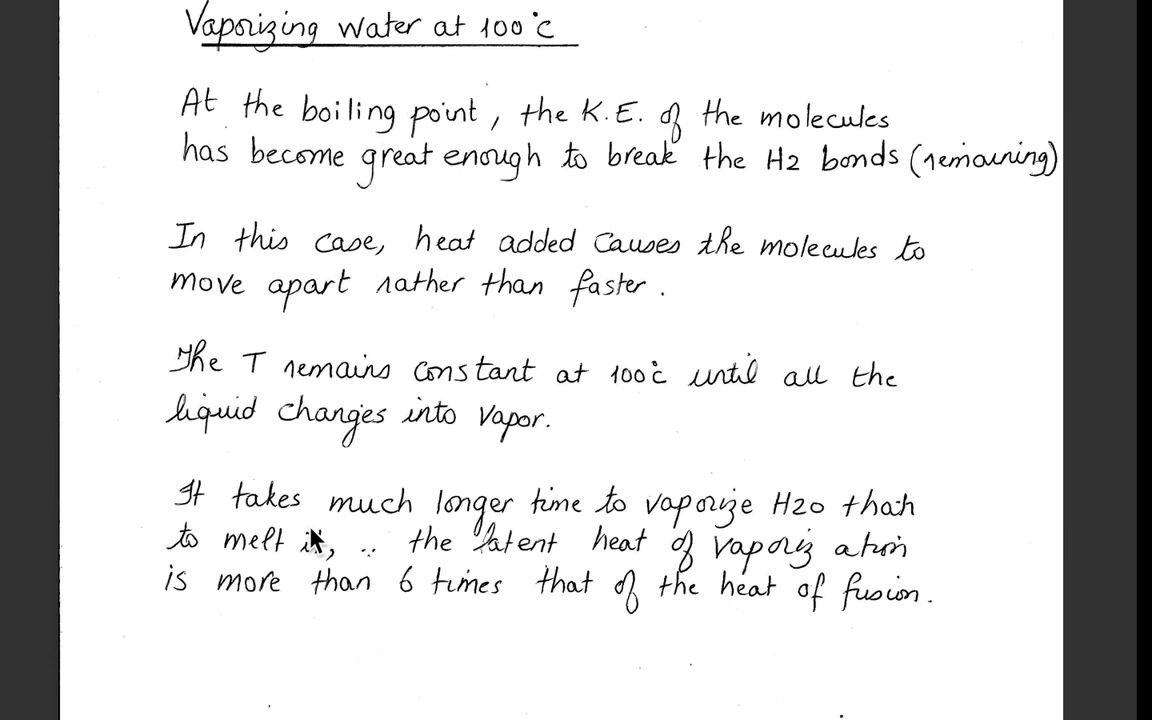 Vaporizing water at 100°c
At the boiling point, the K.E. of the molecules
has become great enough to break the H2 bonds (remaining)
In this case, heat added causes the molecules to
move apart rather than faster.
The T remains constant at 100°c until all the
liquid changes into vapor.
It takes much longer time to vaporize H2O than
to melt it, .. the latent heat of vaporization
is more than 6 times that of the heat of fusion.